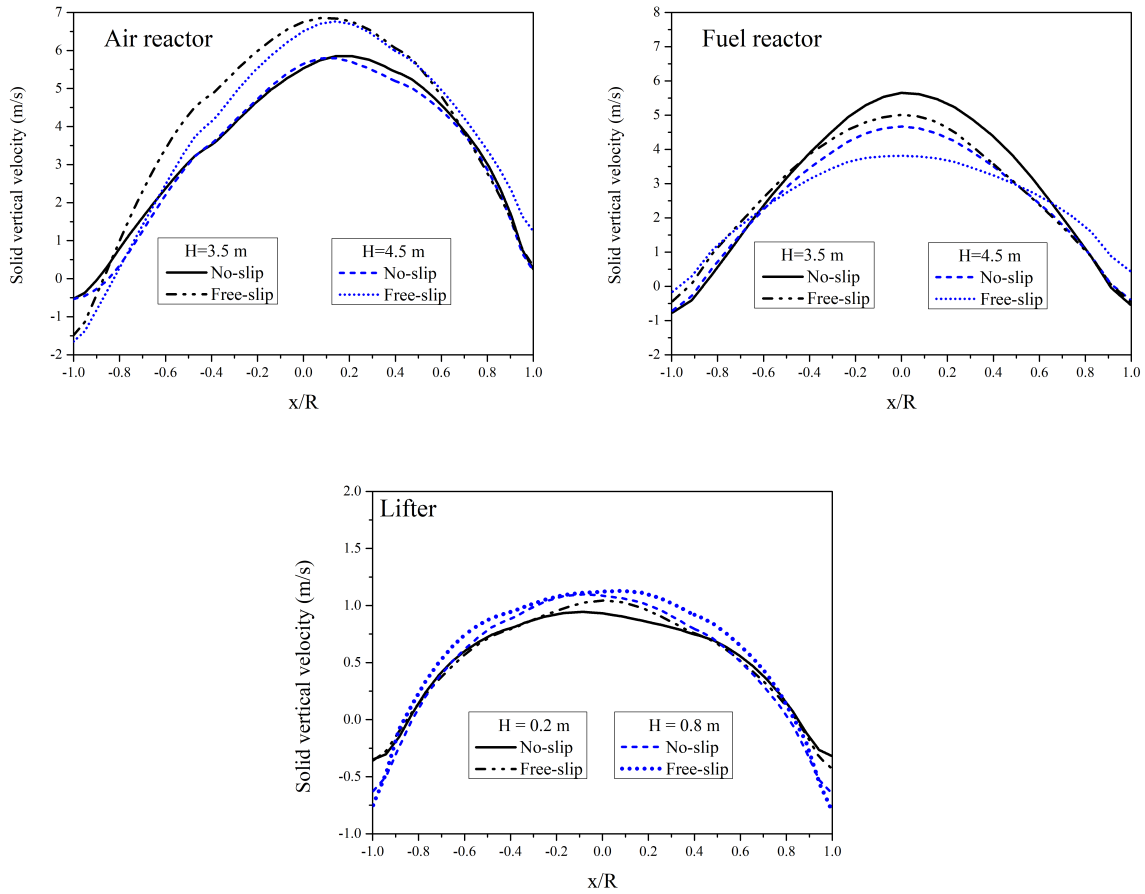 Air reactor
Solid vertical velocity (m/s)
7
6
5
4
3
2
1
0
-1
-2
H=3.5 m
No-slip
Free-slip
H=4.5 m
No-slip
Free-slip
-1.0 -0.8 -0.6 -0.4 -0.2 0.0 0.2 0.4 0.6 0.8 1.0
x/R
Fuel reactor
Solid vertical velocity (m/s)
8
7
6
5
4
3
2
1
0
-1
-2
H=3.5 m
No-slip
Free-slip
H=4.5 m
No-slip
Free-slip
-1.0 -0.8 -0.6 -0.4 -0.2 0.0 0.2 0.4 0.6 0.8 1.0
x/R
Lifter
Solid vertical velocity (m/s)
2.0
1.5
1.0
0.5
0.0
-0.5
-1.0
H = 0.2 m
No-slip
Free-slip
H = 0.8 m
No-slip
Free-slip
-1.0 -0.8 -0.6 -0.4 -0.2 0.0 0.2 0.4 0.6 0.8 1.0
x/R